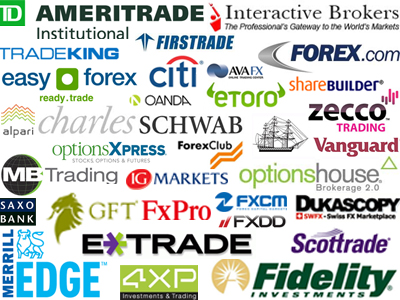 TD AMERITRADE
Institutional
Interactive Brokers
The Professional's Gateway to the World's Markets
TRADEKING
FIRSTRADE
FOREX.com
easy forex
ready.trade
citi
AVAFX
OANDA
etoro
shareBUILDER
zecco
TRADING
alpari
charles SCHWAB
optionsXpress
STOCKS, OPTIONS & FUTURES
ForexClub
Vanguard
MB Trading
IG MARKETS
optionshouse
Brokerage 2.0
SAXO
BANK
GFT
FxPro
FXCM
FXDD
DUKASCOPY
SWFX - Swiss FX Marketplace
E*TRADE
Scottrade
MERRILL
EDGE™
4XP
Investments & Trading
Fidelity
INVESTMENTS